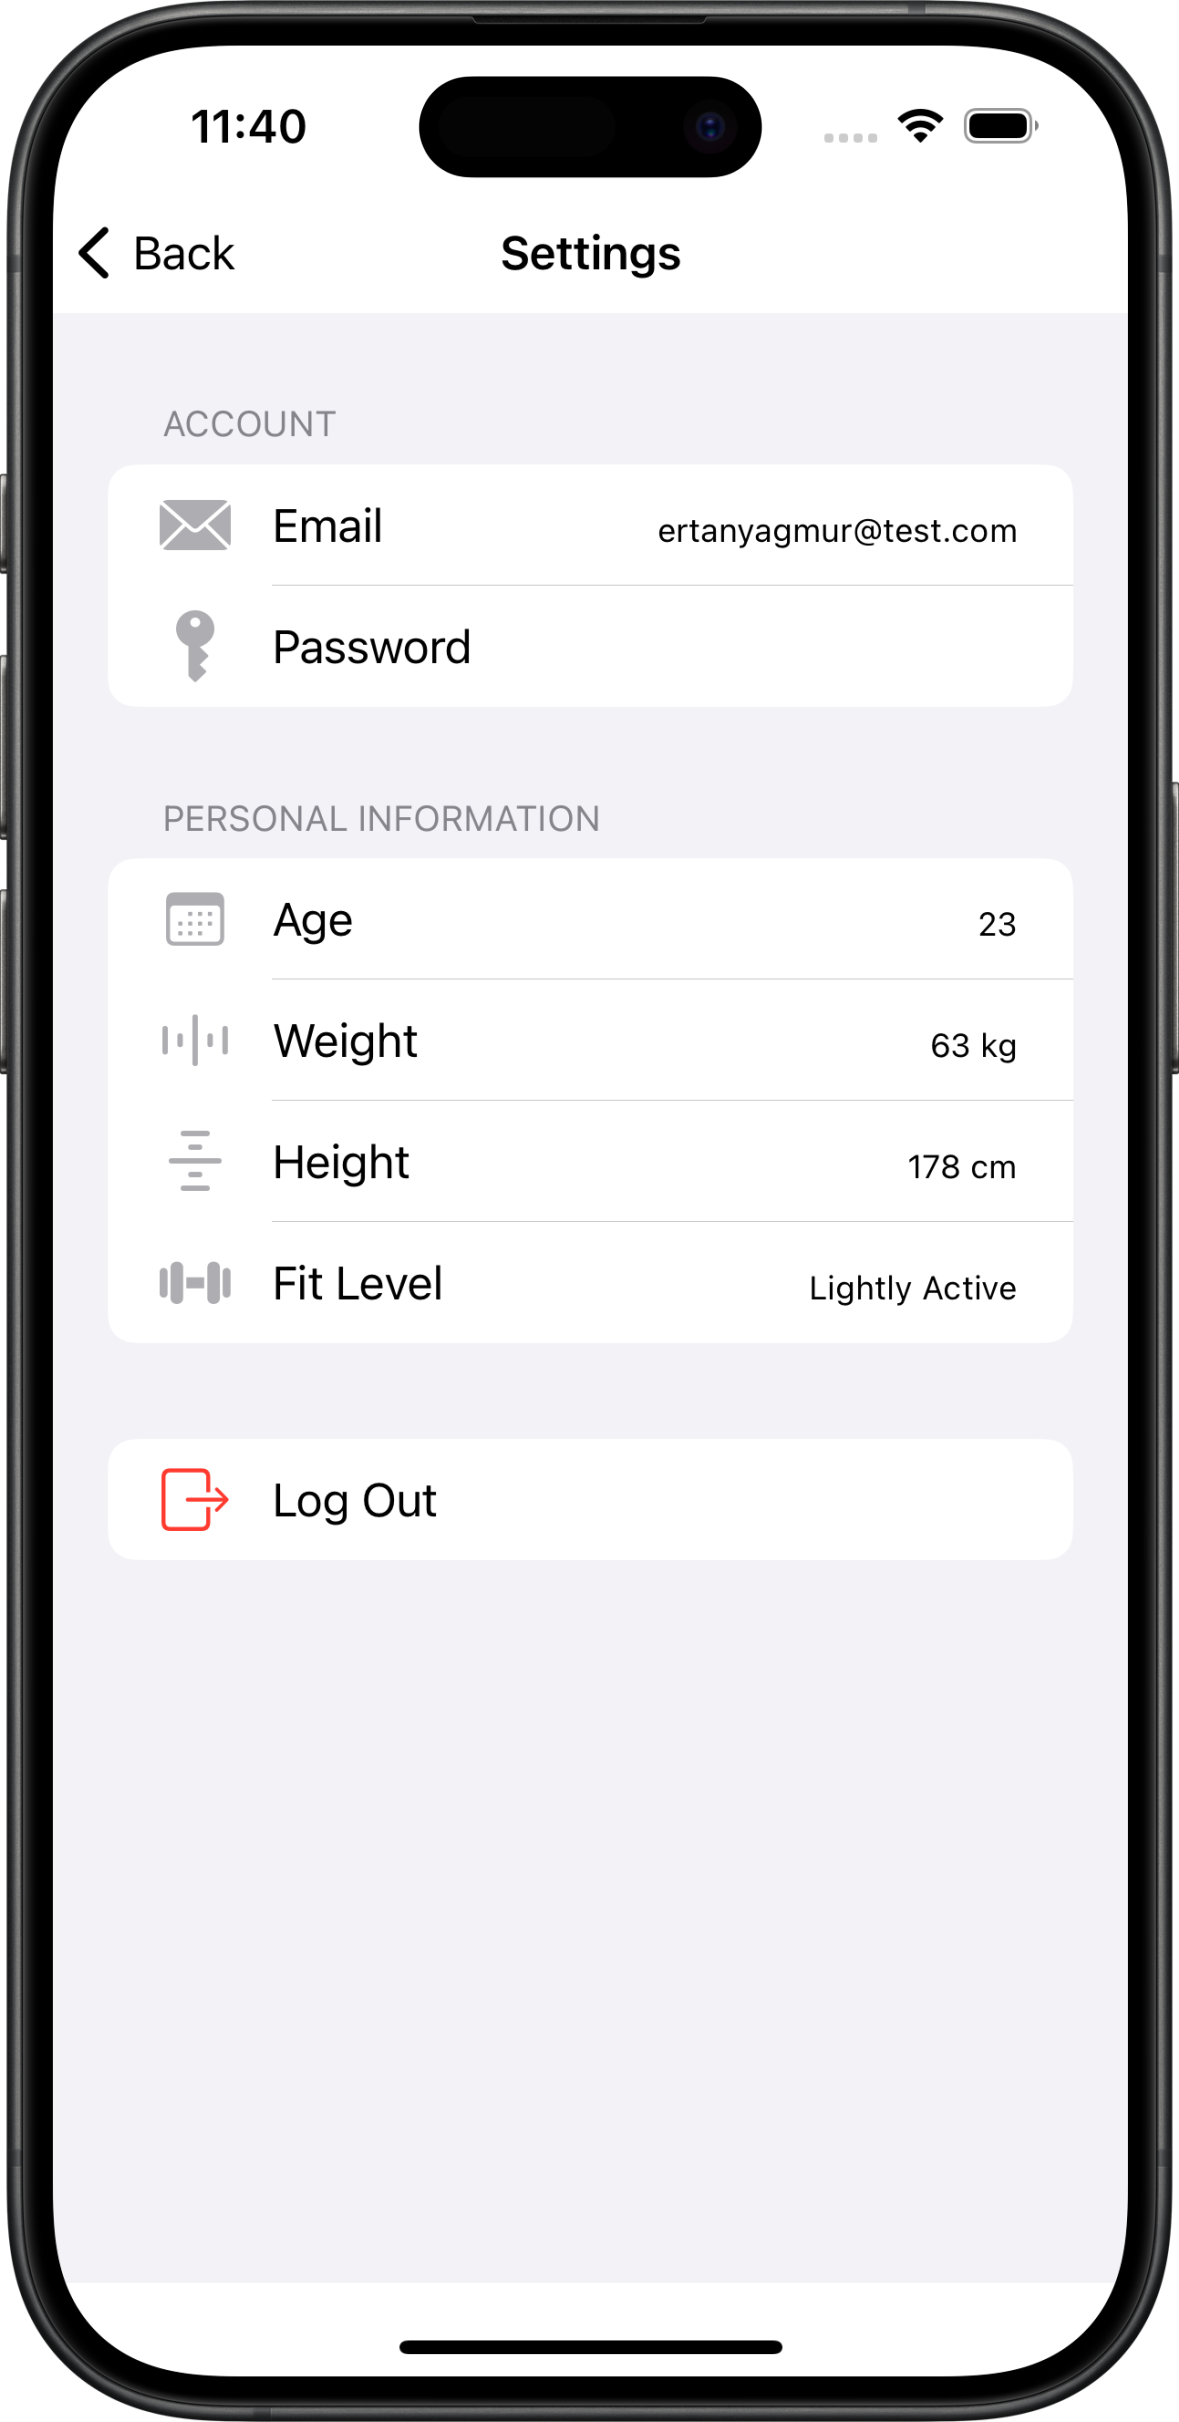 11:40
Back
Settings
ACCOUNT
Email
ertanyagmur@test.com
Password
PERSONAL INFORMATION
Age
23
Weight
63 kg
Height
178 cm
Fit Level
Lightly Active
Log Out